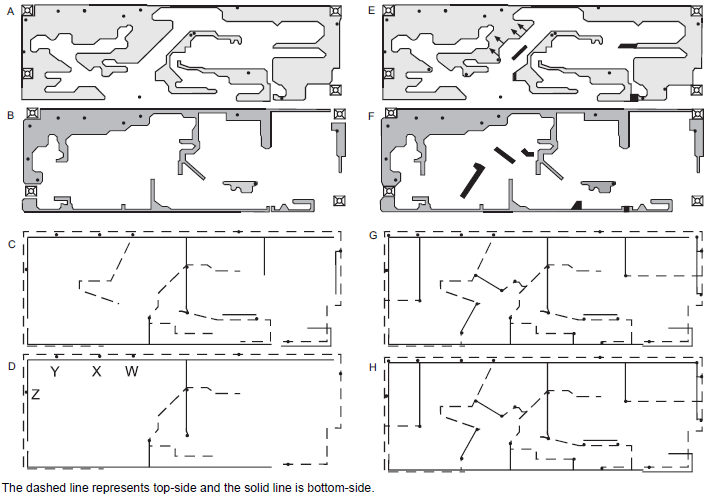 A
E
B
F
C
G
D
Y X W
H
Z
The dashed line represents top-side and the solid line is bottom-side.